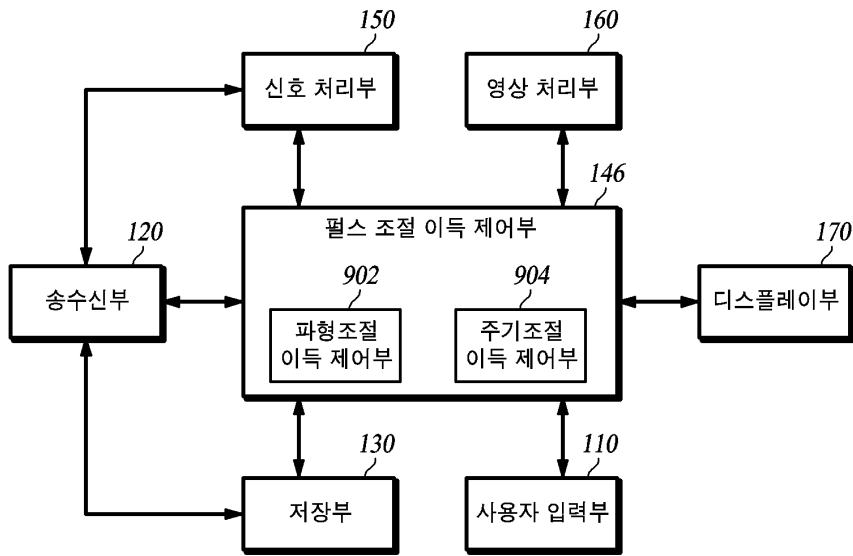 150
신호 처리부
160
영상 처리부
146
펄스 조절 이득 제어부
120
송수신부
902
파형조절
이득 제어부
904
주기조절
이득 제어부
170
디스플레이부
130
저장부
110
사용자 입력부